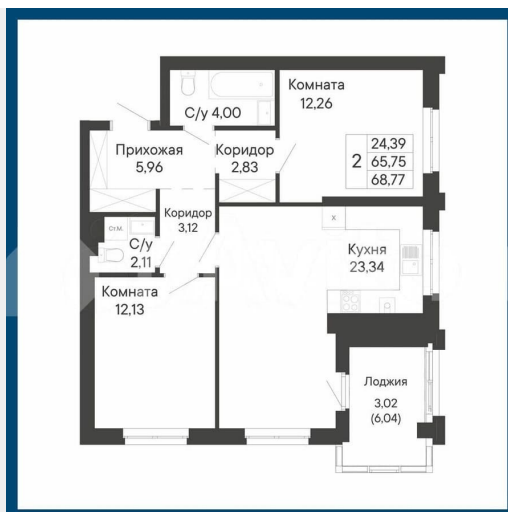 Комната
12,26
С/у 4,00
24,39
2
65,75
68,77
Прихожая
5,96
Коридор
2,83
Коридор
3,12
Ст.М.
С/у
2,11
Х
Кухня
23,34
Комната
12,13
Лоджия
3,02
(6,04)